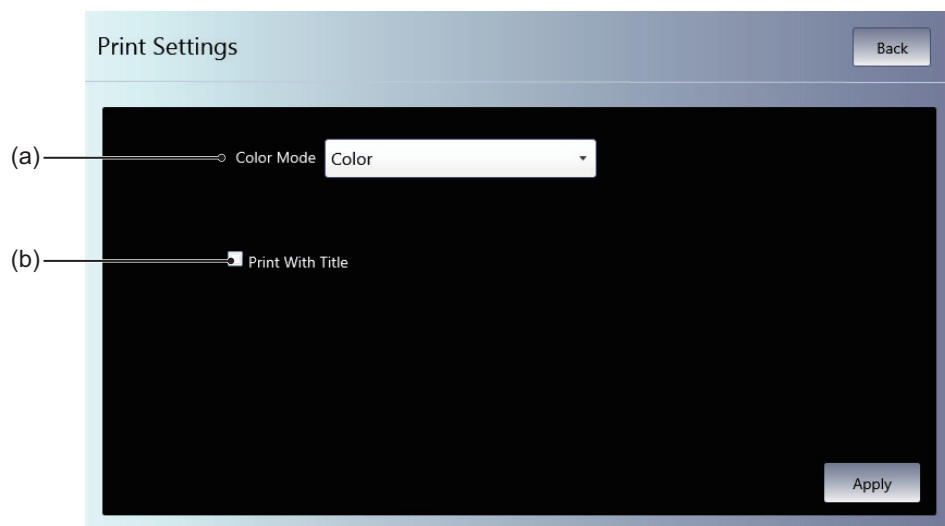 Print Settings
Back
(a)
Color Mode
Color
(b)
Print With Title
Apply